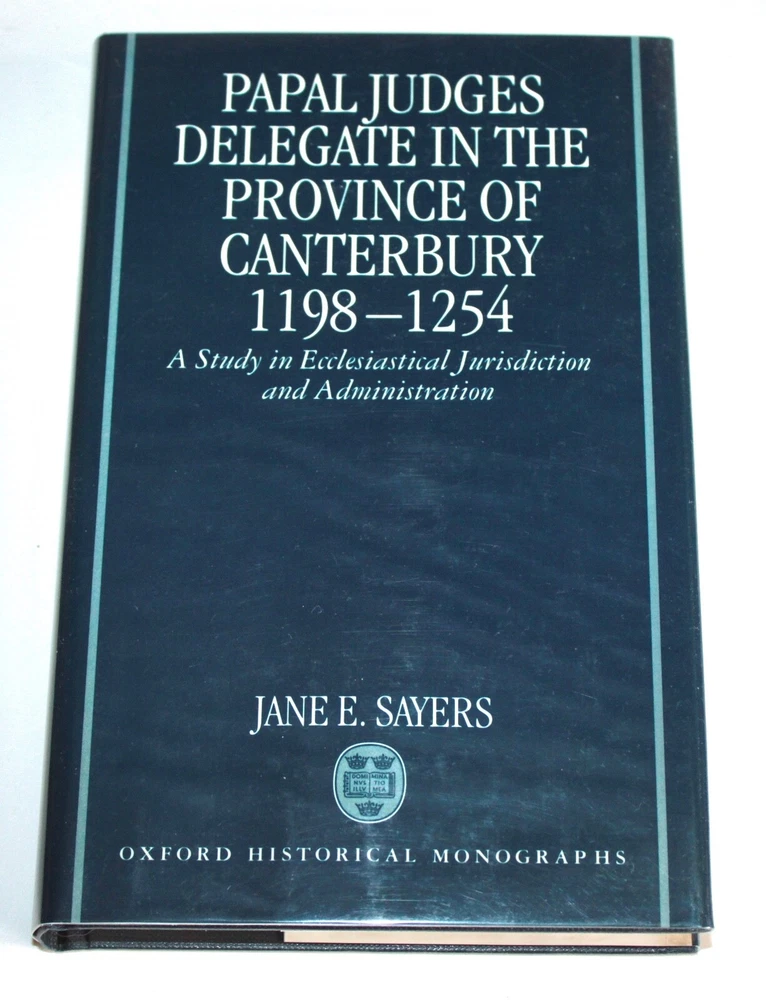 PAPAL JUDGES
DELEGATE IN THE
PROVINCE OF
CANTERBURY
1198–1254
A Study in Ecclesiastical Jurisdiction
and Administration
JANE E. SAYERS
DOMI MINA
NVS TIO
ILLV MEA
OXFORD HISTORICAL MONOGRAPHS